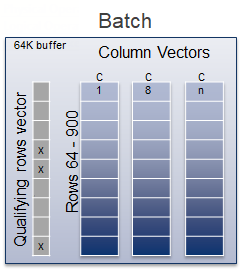 Batch
64K buffer
Column Vectors
Qualifying rows vector
x
x
x
Rows 64 - 900
C C C
1 8 n